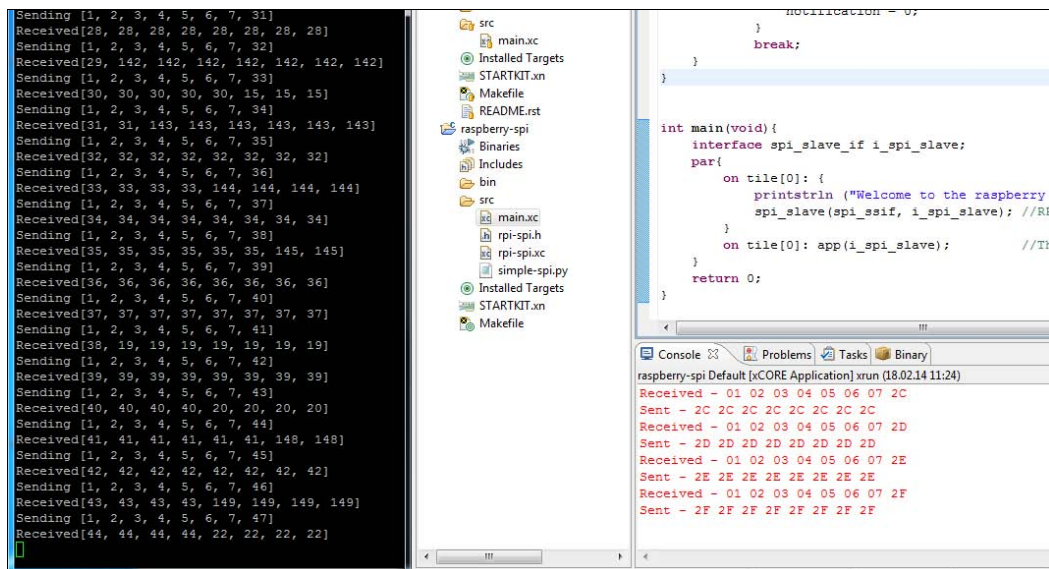 Sending [1, 2, 3, 4, 5, 6, 7, 31]
Received[28, 28, 28, 28, 28, 28, 28, 28]
Sending [1, 2, 3, 4, 5, 6, 7, 32]
Received[29, 142, 142, 142, 142, 142, 142, 142]
Sending [1, 2, 3, 4, 5, 6, 7, 33]
Received[30, 30, 30, 30, 30, 15, 15, 15]
Sending [1, 2, 3, 4, 5, 6, 7, 34]
Received[31, 31, 143, 143, 143, 143, 143, 143]
Sending [1, 2, 3, 4, 5, 6, 7, 35]
Received[32, 32, 32, 32, 32, 32, 32, 32]
Sending [1, 2, 3, 4, 5, 6, 7, 36]
Received[33, 33, 33, 33, 144, 144, 144, 144]
Sending [1, 2, 3, 4, 5, 6, 7, 37]
Received[34, 34, 34, 34, 34, 34, 34, 34]
Sending [1, 2, 3, 4, 5, 6, 7, 38]
Received[35, 35, 35, 35, 35, 35, 145, 145]
Sending [1, 2, 3, 4, 5, 6, 7, 39]
Received[36, 36, 36, 36, 36, 36, 36, 36]
Sending [1, 2, 3, 4, 5, 6, 7, 40]
Received[37, 37, 37, 37, 37, 37, 37, 37]
Sending [1, 2, 3, 4, 5, 6, 7, 41]
Received[38, 19, 19, 19, 19, 19, 19, 19]
Sending [1, 2, 3, 4, 5, 6, 7, 42]
Received[39, 39, 39, 39, 39, 39, 39, 39]
Sending [1, 2, 3, 4, 5, 6, 7, 43]
Received[40, 40, 40, 40, 20, 20, 20, 20]
Sending [1, 2, 3, 4, 5, 6, 7, 44]
Received[41, 41, 41, 41, 41, 41, 148, 148]
Sending [1, 2, 3, 4, 5, 6, 7, 45]
Received[42, 42, 42, 42, 42, 42, 42, 42]
Sending [1, 2, 3, 4, 5, 6, 7, 46]
Received[43, 43, 43, 43, 149, 149, 149, 149]
Sending [1, 2, 3, 4, 5, 6, 7, 47]
Received[44, 44, 44, 44, 22, 22, 22, 22]
src
main.xc
Installed Targets
STARTKIT.xn
Makefile
README.rst
raspberry-spi
Binaries
Includes
bin
src
main.xc
rpi-spi.h
rpi-spi.xc
simple-spi.py
Installed Targets
STARTKIT.xn
Makefile
notification = 0;
}
break;
}
}
int main(void){
interface spi_slave_if i_spi_slave;
par{
on tile[0]: {
printstrln ("Welcome to the raspberry
spi_slave(spi_ssif, i_spi_slave); //
}
on tile[0]: app(i_spi_slave); //Th
}
return 0;
}
Console Problems Tasks Binary
raspberry-spi Default [xCORE Application] xrun (18.02.14 11:24)
Received - 01 02 03 04 05 06 07 2C
Sent - 2C 2C 2C 2C 2C 2C 2C 2C
Received - 01 02 03 04 05 06 07 2D
Sent - 2D 2D 2D 2D 2D 2D 2D 2D
Received - 01 02 03 04 05 06 07 2E
Sent - 2E 2E 2E 2E 2E 2E 2E 2E
Received - 01 02 03 04 05 06 07 2F
Sent - 2F 2F 2F 2F 2F 2F 2F 2F